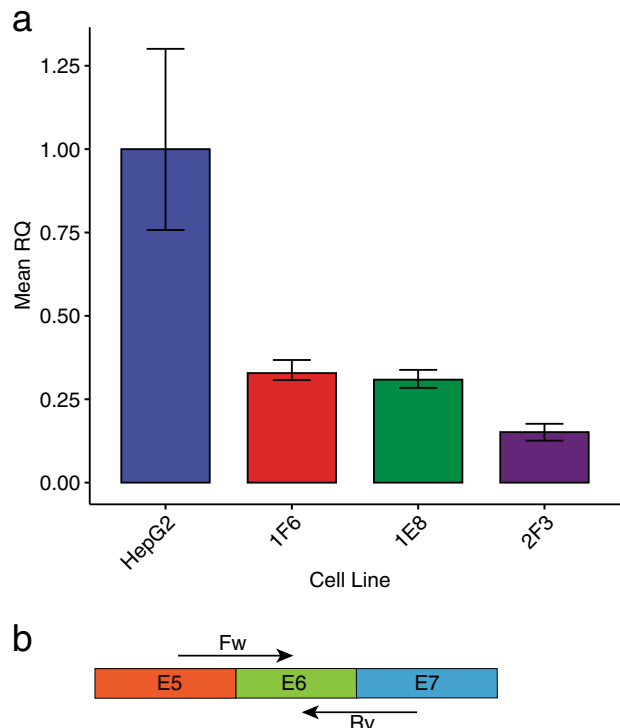 a
1.25
1.00
0.75
0.50
0.25
0.00
Mean RQ
HepG2
1F6
1E8
2F3
Cell Line
b
Fw
E5 E6 E7
Rv